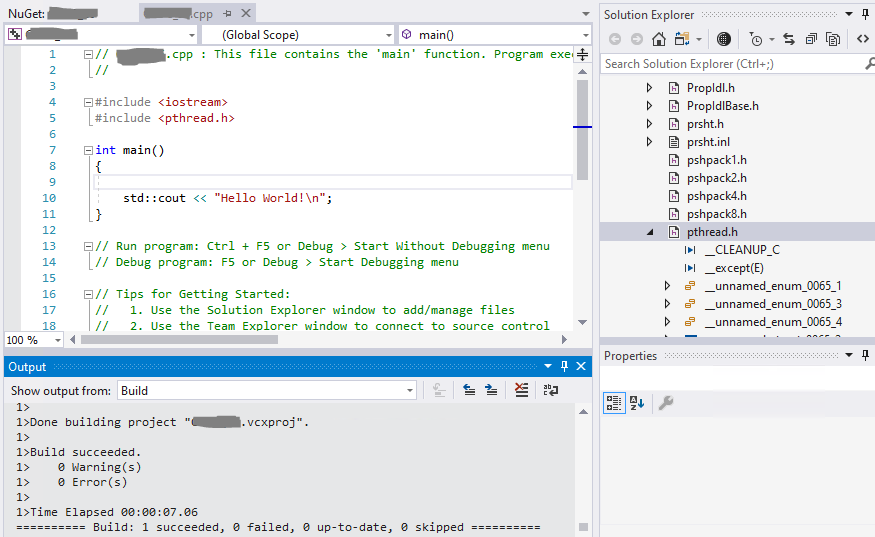 NuGet:
.cpp
(Global Scope)
main()
1 // .cpp : This file contains the 'main' function. Program exe
2 //
3
4 #include <iostream>
5 #include <pthread.h>
6
7 int main()
8 {
9
10 std::cout << "Hello World!\n";
11 }
12
13 // Run program: Ctrl + F5 or Debug > Start Without Debugging menu
14 // Debug program: F5 or Debug > Start Debugging menu
15
16 // Tips for Getting Started:
17 // 1. Use the Solution Explorer window to add/manage files
18 // 2. Use the Team Explorer window to connect to source control
100 %
Output
Show output from: Build
1>
1>Done building project ".vcxproj".
1>
1>Build succeeded.
1> 0 Warning(s)
1> 0 Error(s)
1>
1>Time Elapsed 00:00:07.06
========== Build: 1 succeeded, 0 failed, 0 up-to-date, 0 skipped ==========
Solution Explorer
Search Solution Explorer (Ctrl+;)
PropIdl.h
PropIdlBase.h
prsht.h
prsht.inl
pshpack1.h
pshpack2.h
pshpack4.h
pshpack8.h
pthread.h
__CLEANUP_C
__except(E)
__unnamed_enum_0065_1
__unnamed_enum_0065_3
__unnamed_enum_0065_4
Properties